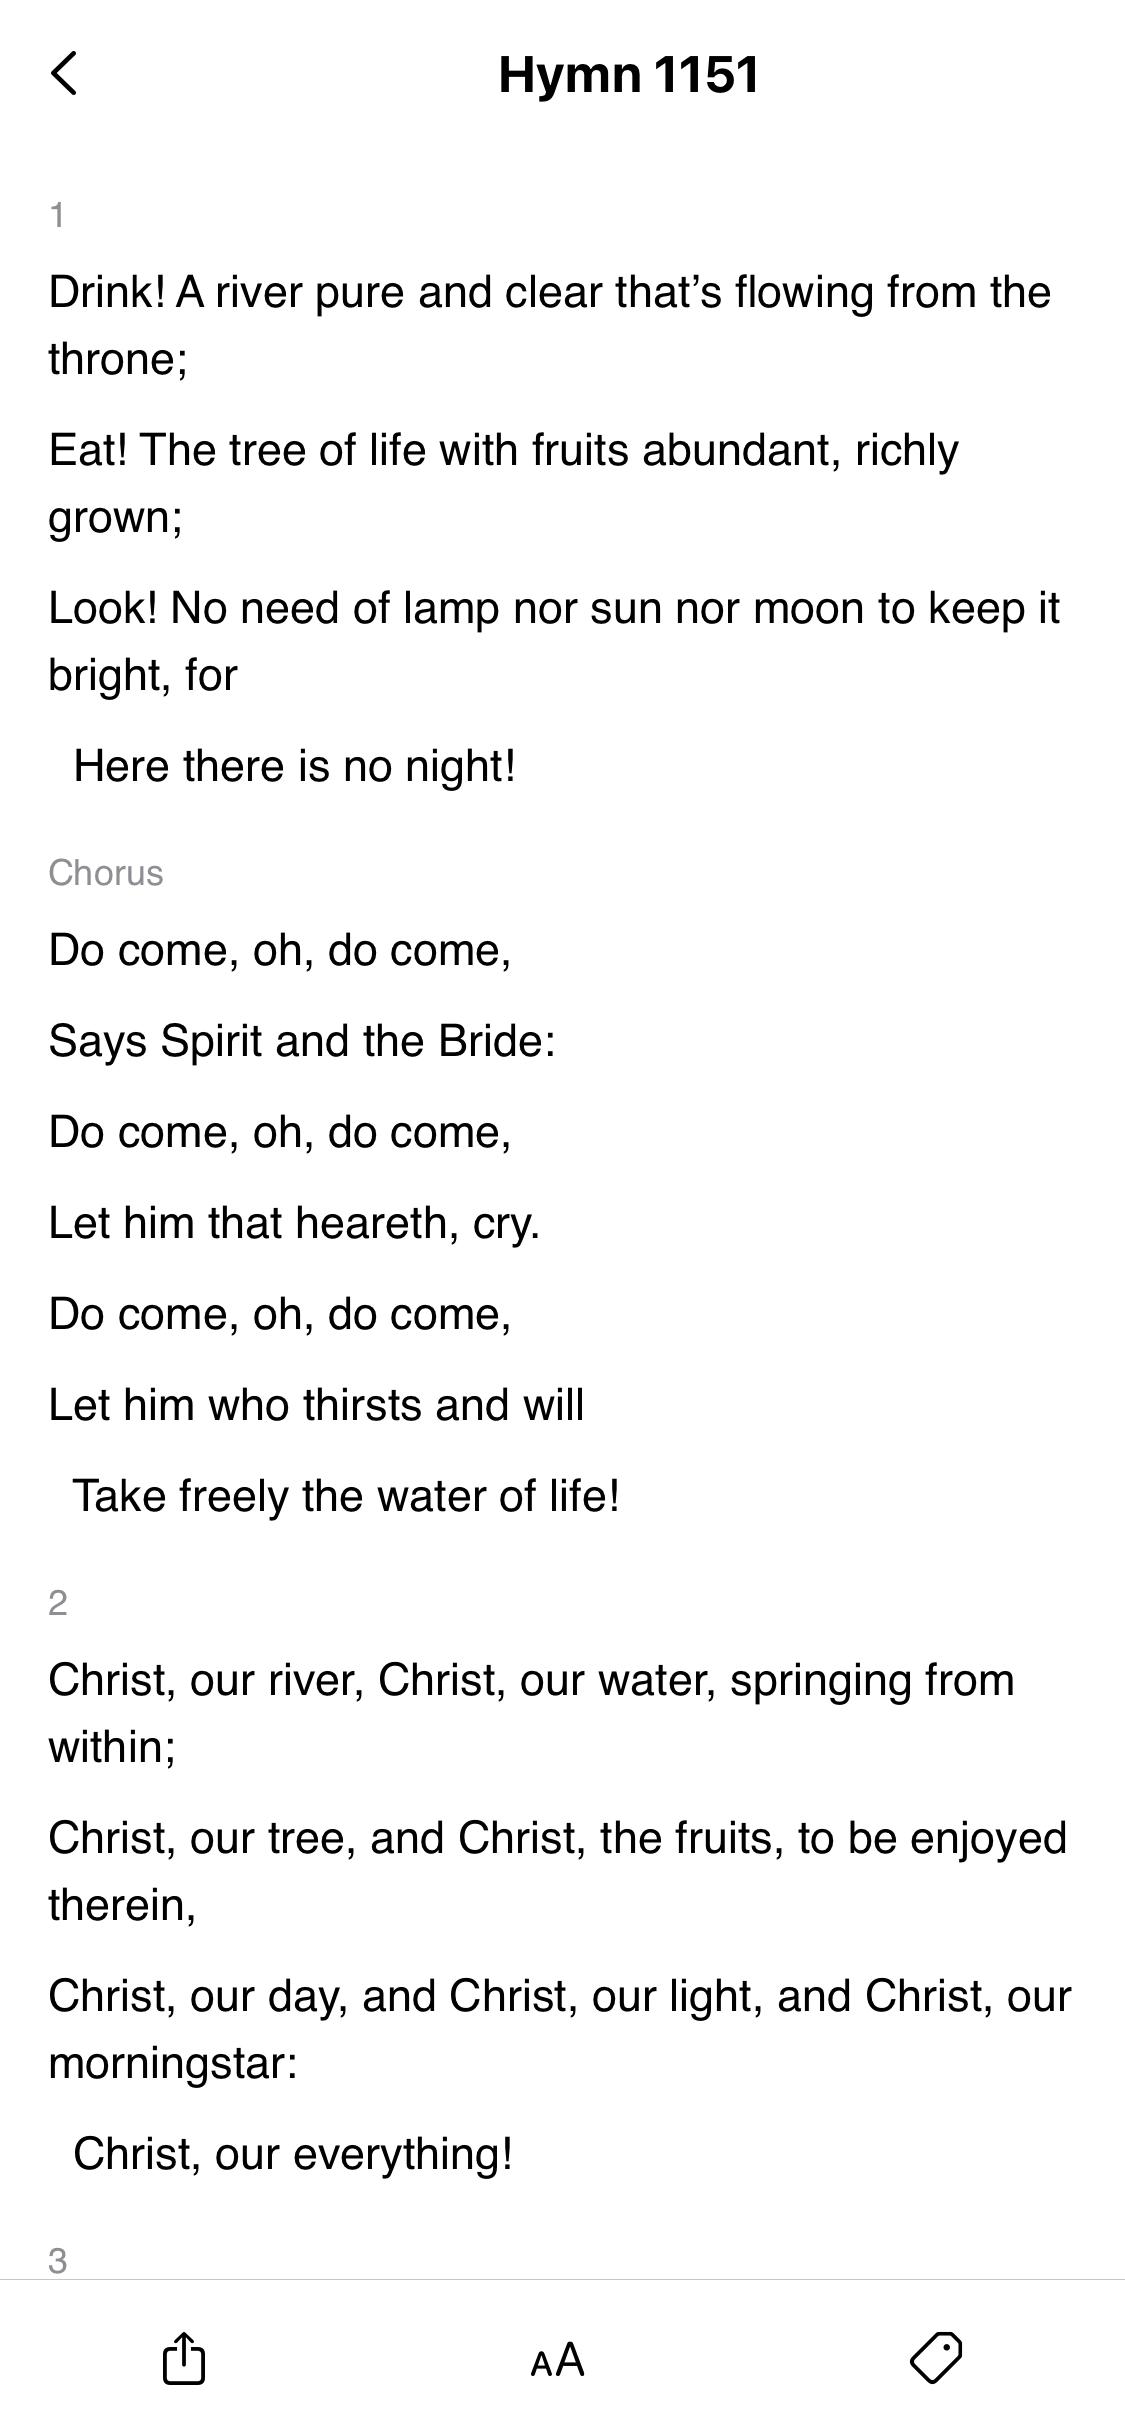 Hymn 1151
1
Drink! A river pure and clear that’s flowing from the
throne;
Eat! The tree of life with fruits abundant, richly
grown;
Look! No need of lamp nor sun nor moon to keep it
bright, for
Here there is no night!
Chorus
Do come, oh, do come,
Says Spirit and the Bride:
Do come, oh, do come,
Let him that heareth, cry.
Do come, oh, do come,
Let him who thirsts and will
Take freely the water of life!
2
Christ, our river, Christ, our water, springing from
within;
Christ, our tree, and Christ, the fruits, to be enjoyed
therein,
Christ, our day, and Christ, our light, and Christ, our
morningstar:
Christ, our everything!
3
AA